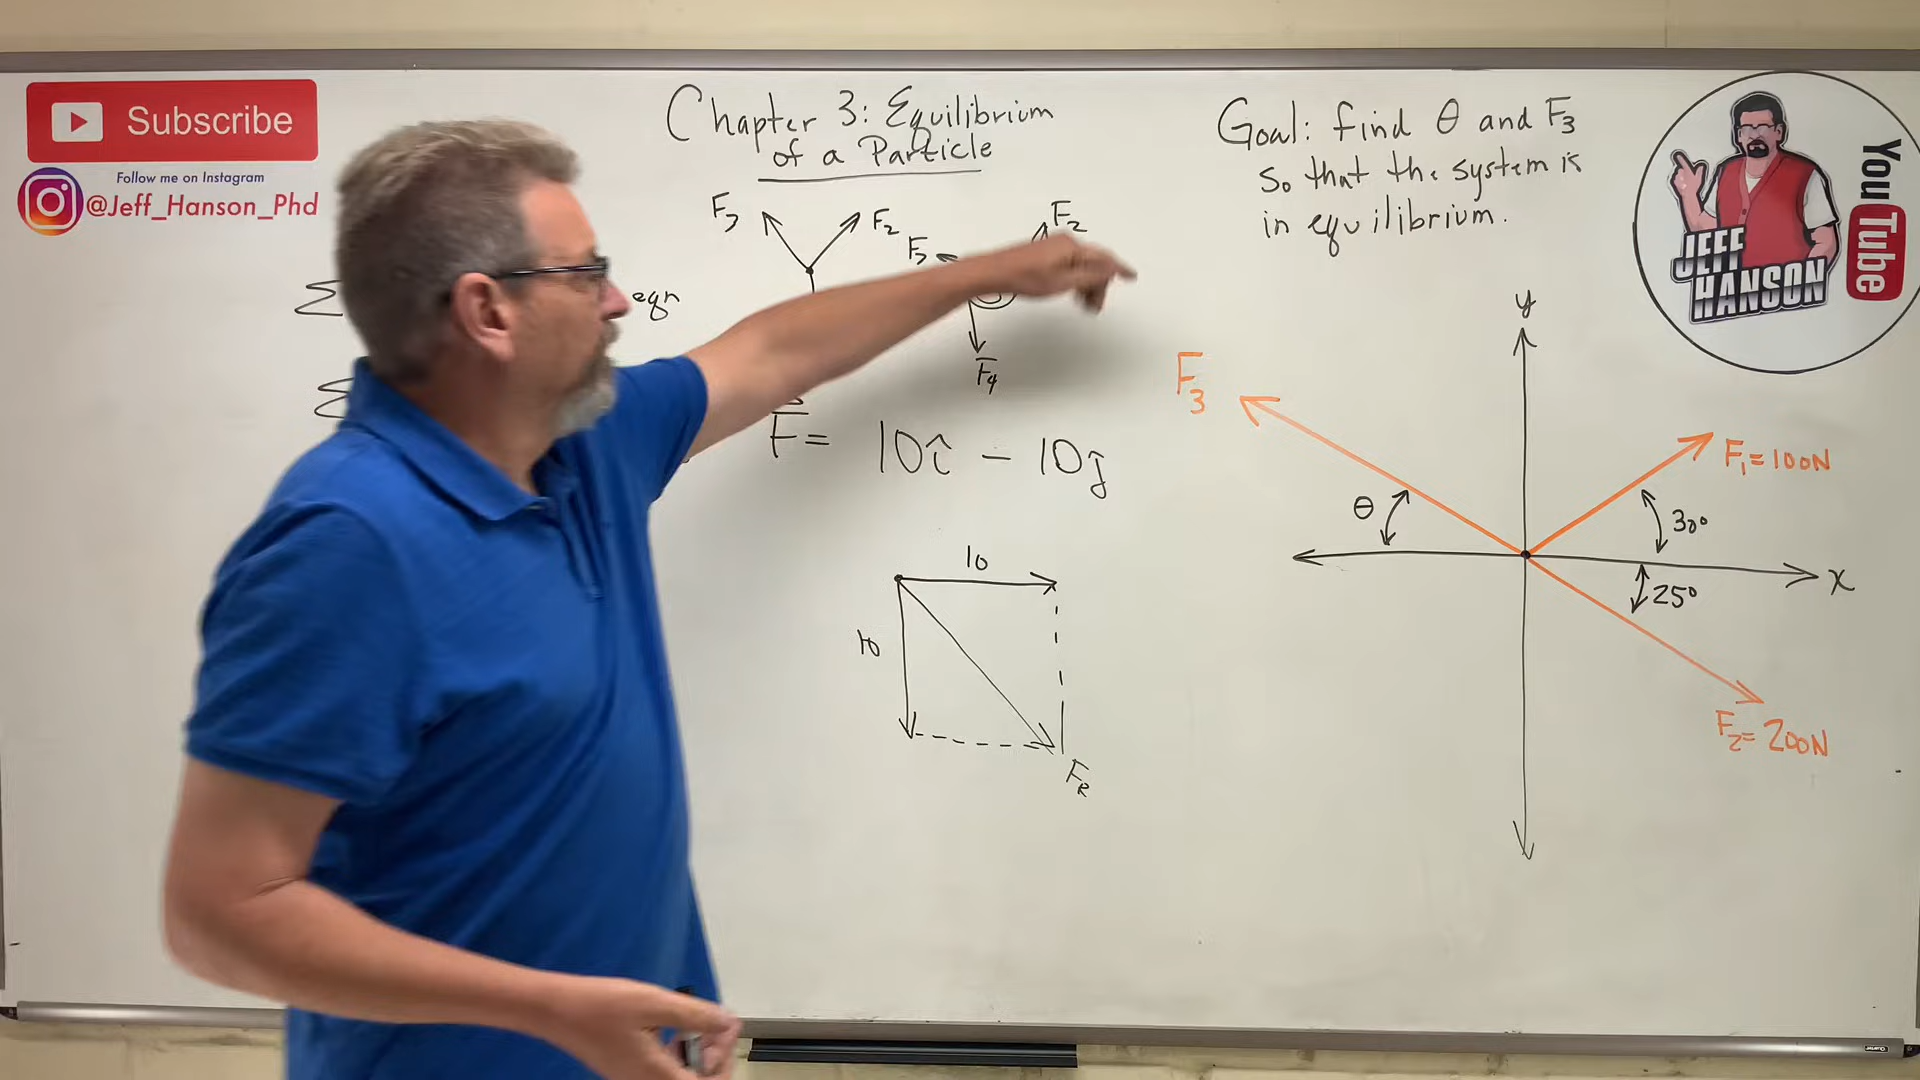 Subscribe
Follow me on Instagram
@Jeff_Hanson_Phd
Chapter 3: Equilibrium
of a Particle
F3
F2
F3
F2
F4
eqn
Σ
Σ
F = 10î - 10ĵ
10
10
FR
Goal: find θ and F3
so that the system is
in equilibrium.
JEFF
HANSON
YouTube
y
F3
F1=100N
θ
30°
x
25°
F2=200N